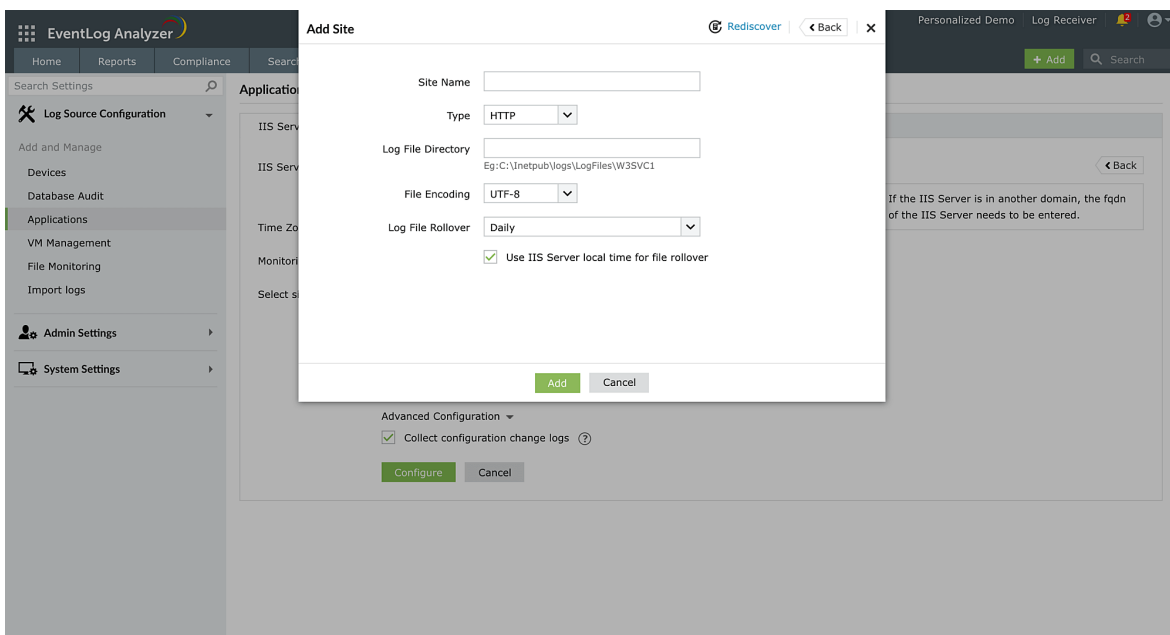 EventLog Analyzer
Personalized Demo
Log Receiver
2
Home
Reports
Compliance
Search
+ Add
Search
Search Settings
Log Source Configuration
Add and Manage
Devices
Database Audit
Applications
VM Management
File Monitoring
Import logs
Admin Settings
System Settings
Add Site
Rediscover
Back
Site Name
Type
HTTP
Log File Directory
Eg:C:\Inetpub\logs\LogFiles\W3SVC1
File Encoding
UTF-8
Log File Rollover
Daily
Use IIS Server local time for file rollover
Add
Cancel
Applicatio
IIS Serv
IIS Serv
Time Zo
Monitori
Select si
Back
If the IIS Server is in another domain, the fqdn
of the IIS Server needs to be entered.
Advanced Configuration
Collect configuration change logs ?
Configure
Cancel